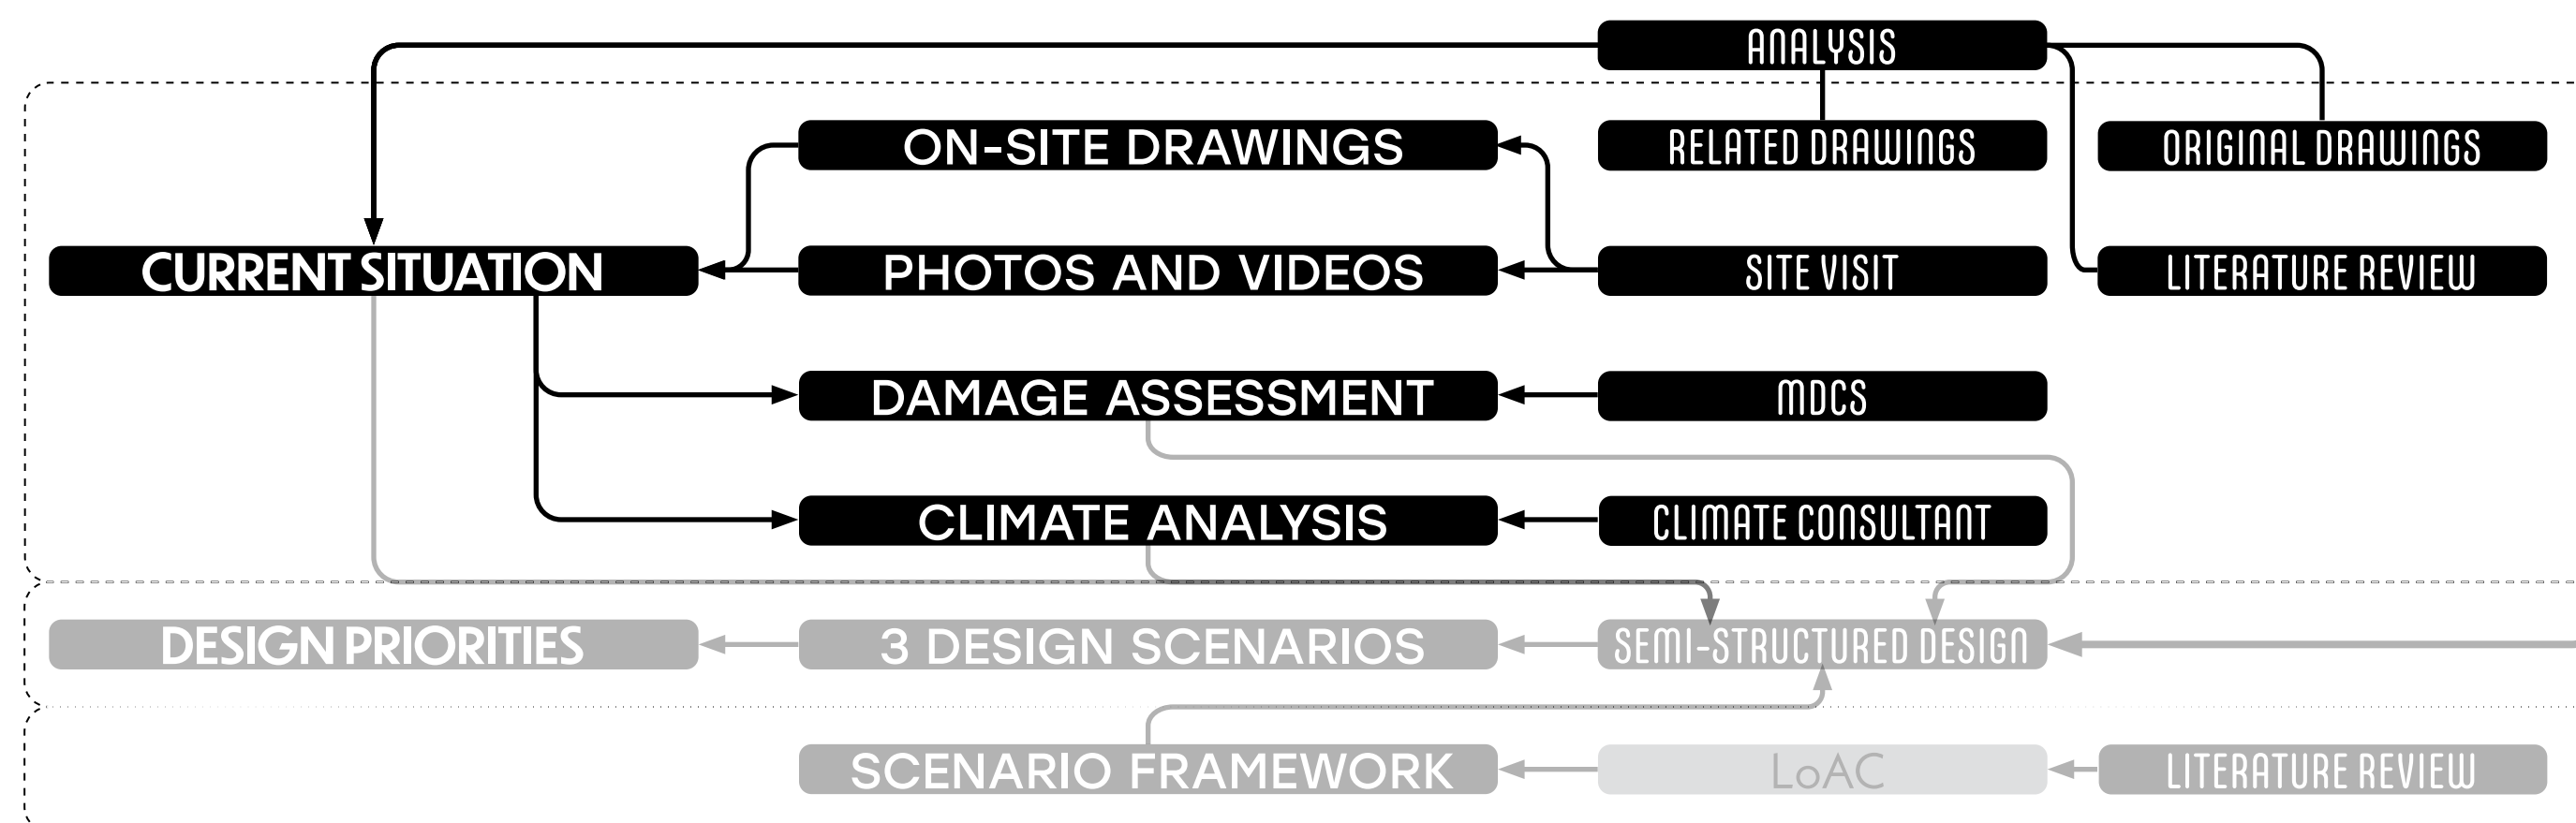 ANALYSIS
ON-SITE DRAWINGS
RELATED DRAWINGS
ORIGINAL DRAWINGS
CURRENT SITUATION
PHOTOS AND VIDEOS
SITE VISIT
LITERATURE REVIEW
DAMAGE ASSESSMENT
MDCS
CLIMATE ANALYSIS
CLIMATE CONSULTANT
DESIGN PRIORITIES
3 DESIGN SCENARIOS
SEMI-STRUCTURED DESIGN
SCENARIO FRAMEWORK
LoAC
LITERATURE REVIEW